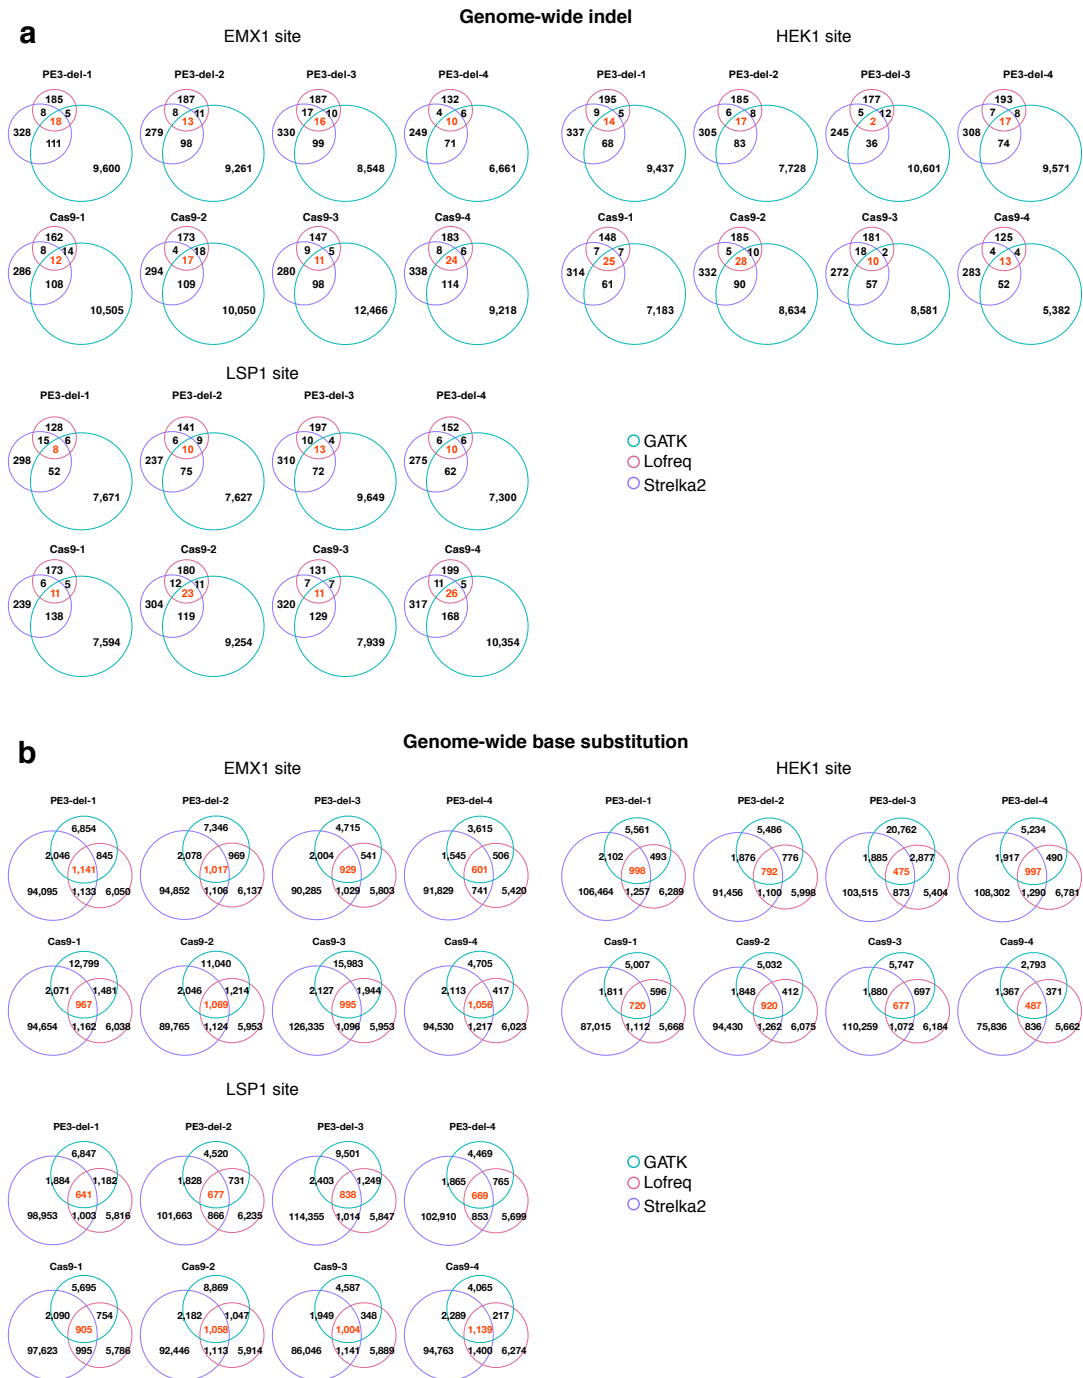 a
Genome-wide indel
EMX1 site
HEK1 site
PE3-del-1 PE3-del-2 PE3-del-3 PE3-del-4 PE3-del-1 PE3-del-2 PE3-del-3 PE3-del-4
185 187 187 132 195 185 177 193
8 5 8 11 17 10 4 6 9 5 6 8 5 12 7 8
18 13 16 10 14 17 2 17
328 279 330 249 337 305 245 308
111 98 99 71 68 83 36 74
9,600 9,261 8,548 6,661 9,437 7,728 10,601 9,571
Cas9-1 Cas9-2 Cas9-3 Cas9-4 Cas9-1 Cas9-2 Cas9-3 Cas9-4
162 173 147 183 148 185 181 125
8 14 4 18 9 5 8 6 7 7 5 10 18 2 4 4
12 17 11 24 25 28 10 13
286 294 280 338 314 332 272 283
108 109 98 114 61 90 57 52
10,505 10,050 12,466 9,218 7,183 8,634 8,581 5,382
LSP1 site
PE3-del-1 PE3-del-2 PE3-del-3 PE3-del-4
128 141 197 152
15 6 6 9 10 4 6 6
8 10 13 10
298 237 310 275
52 75 72 62
7,671 7,627 9,649 7,300
GATK
Lofreq
Strelka2
Cas9-1 Cas9-2 Cas9-3 Cas9-4
173 180 131 199
6 5 12 11 7 7 11 5
11 23 11 26
239 304 320 317
138 119 129 168
7,594 9,254 7,939 10,354
b
Genome-wide base substitution
EMX1 site
HEK1 site
PE3-del-1 PE3-del-2 PE3-del-3 PE3-del-4 PE3-del-1 PE3-del-2 PE3-del-3 PE3-del-4
6,854 7,346 4,715 3,615 5,561 5,486 20,762 5,234
2,046 845 2,078 969 2,004 541 1,545 506 2,102 493 1,876 776 1,885 2,877 1,917 490
1,141 1,017 929 601 998 792 475 997
94,095 1,133 6,050 94,852 1,106 6,137 90,285 1,029 5,803 91,829 741 5,420 106,464 1,257 6,289 91,456 1,100 5,998 103,515 873 5,404 108,302 1,290 6,781
Cas9-1 Cas9-2 Cas9-3 Cas9-4 Cas9-1 Cas9-2 Cas9-3 Cas9-4
12,799 11,040 15,983 4,705 5,007 5,032 5,747 2,793
2,071 1,481 2,046 1,214 2,127 1,944 2,113 417 1,811 596 1,848 412 1,880 697 1,367 371
967 1,069 995 1,056 720 920 677 487
94,654 1,162 6,038 89,765 1,124 5,953 126,335 1,096 5,953 94,530 1,217 6,023 87,015 1,112 5,668 94,430 1,262 6,075 110,259 1,072 6,184 75,836 836 5,662
LSP1 site
PE3-del-1 PE3-del-2 PE3-del-3 PE3-del-4
6,847 4,520 9,501 4,469
1,884 1,182 1,828 731 2,403 1,249 1,865 765
641 677 838 669
98,953 1,003 5,816 101,663 866 6,235 114,355 1,014 5,847 102,910 853 5,699
GATK
Lofreq
Strelka2
Cas9-1 Cas9-2 Cas9-3 Cas9-4
5,695 8,869 4,587 4,065
2,090 754 2,182 1,047 1,949 348 2,289 217
905 1,058 1,004 1,139
97,623 995 5,786 92,446 1,113 5,914 86,046 1,141 5,889 94,763 1,400 6,274